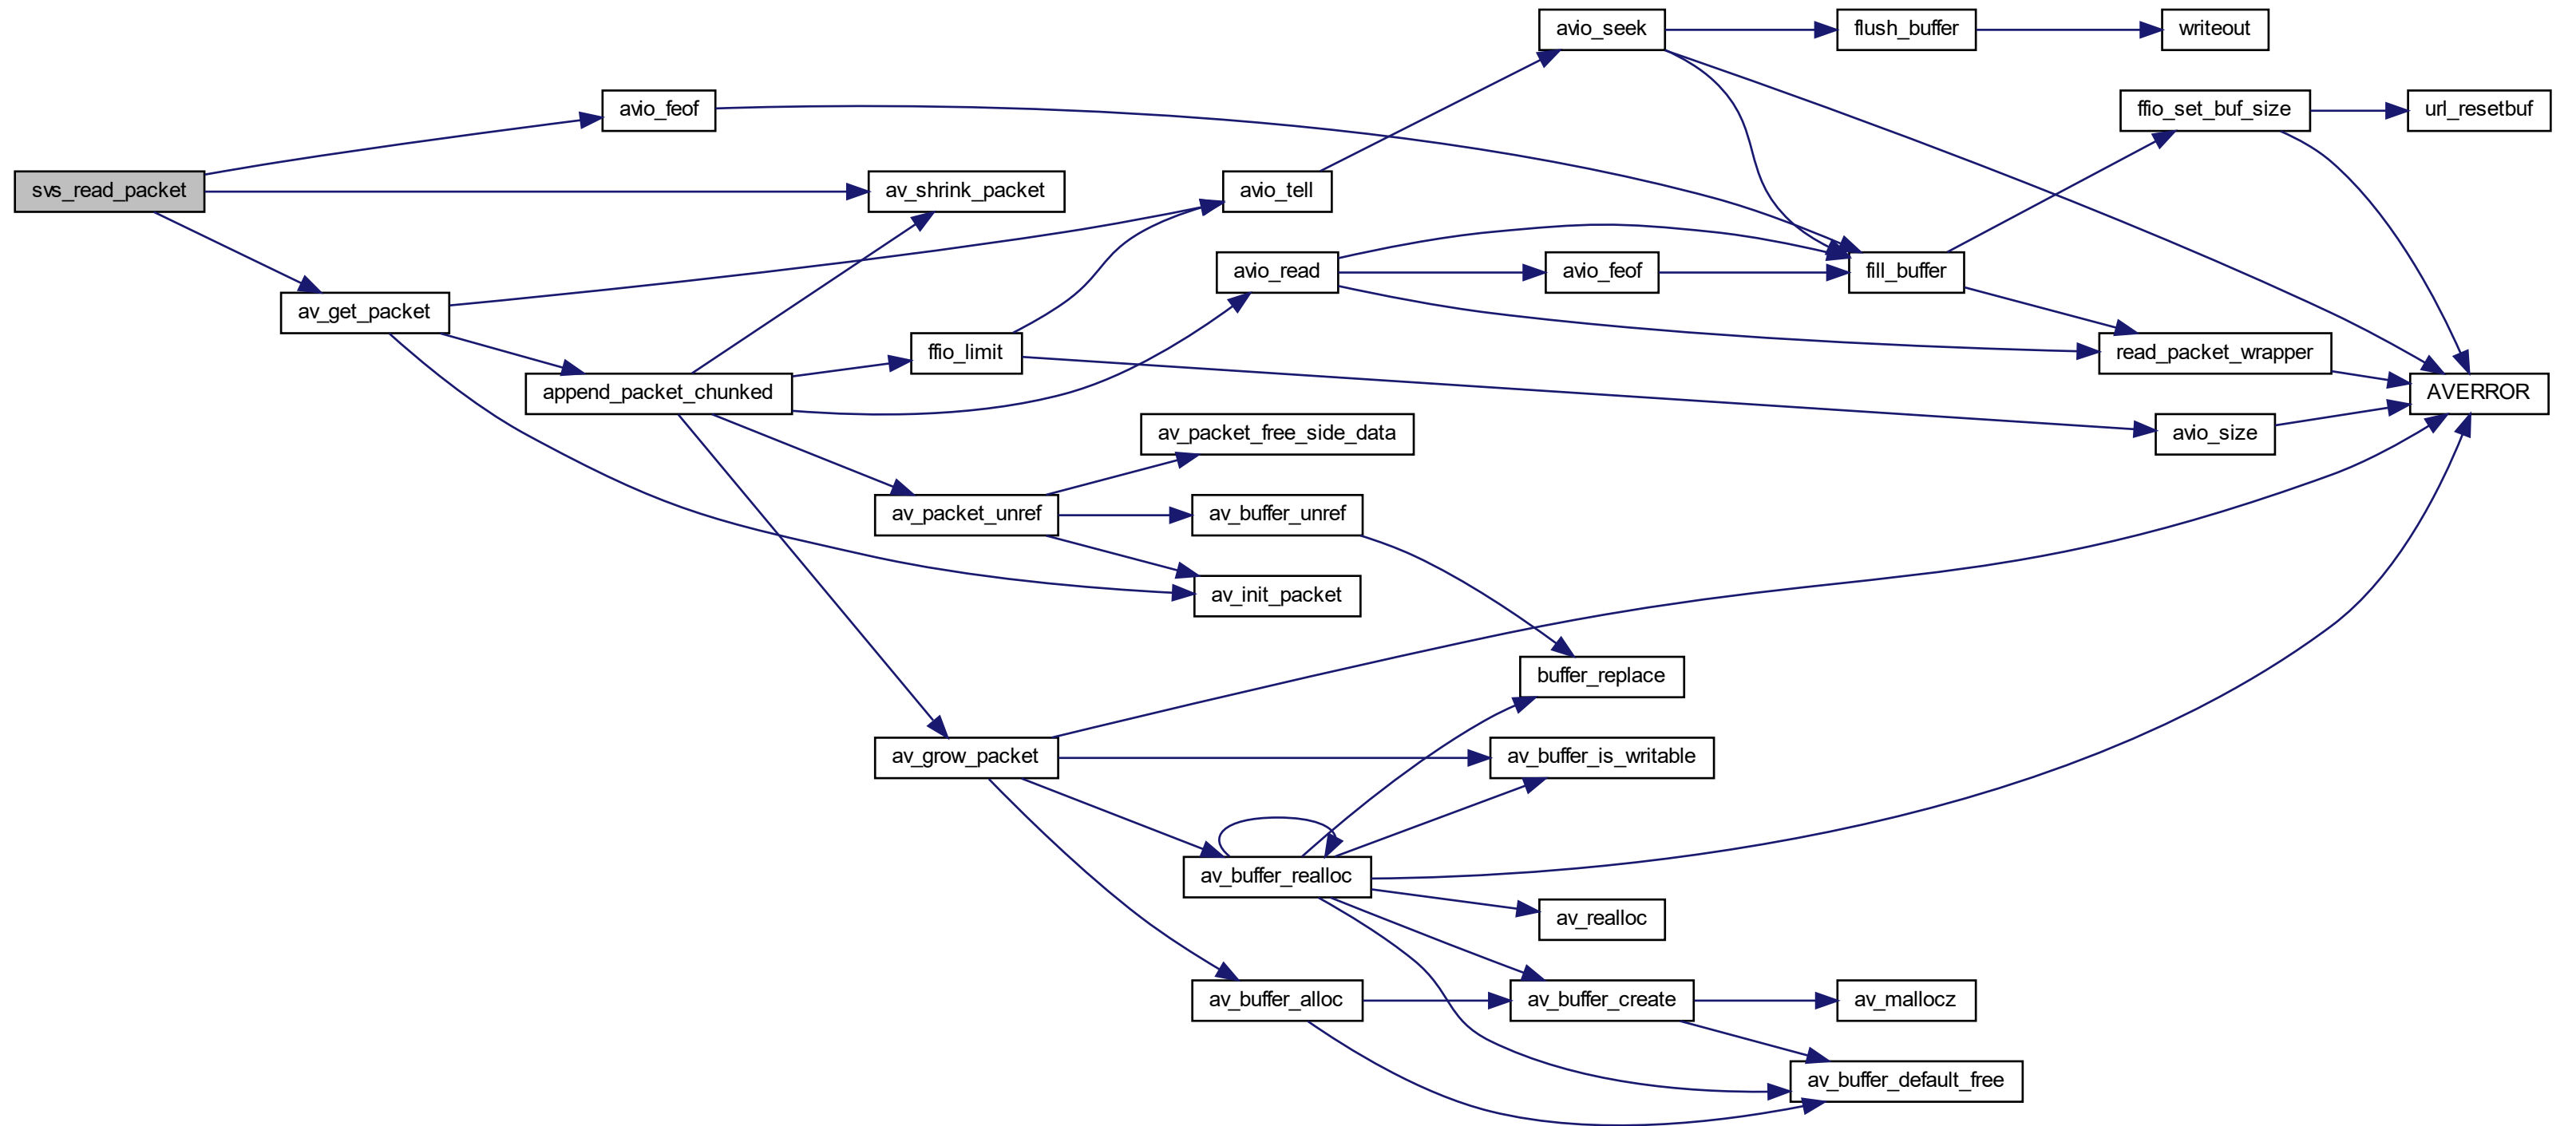 avio_seek
flush_buffer
writeout
avio_feof
ffio_set_buf_size
url_resetbuf
svs_read_packet
av_shrink_packet
avio_tell
avio_read
avio_feof
fill_buffer
av_get_packet
ffio_limit
read_packet_wrapper
append_packet_chunked
AVERROR
av_packet_free_side_data
avio_size
av_packet_unref
av_buffer_unref
av_init_packet
buffer_replace
av_grow_packet
av_buffer_is_writable
av_buffer_realloc
av_realloc
av_buffer_alloc
av_buffer_create
av_mallocz
av_buffer_default_free